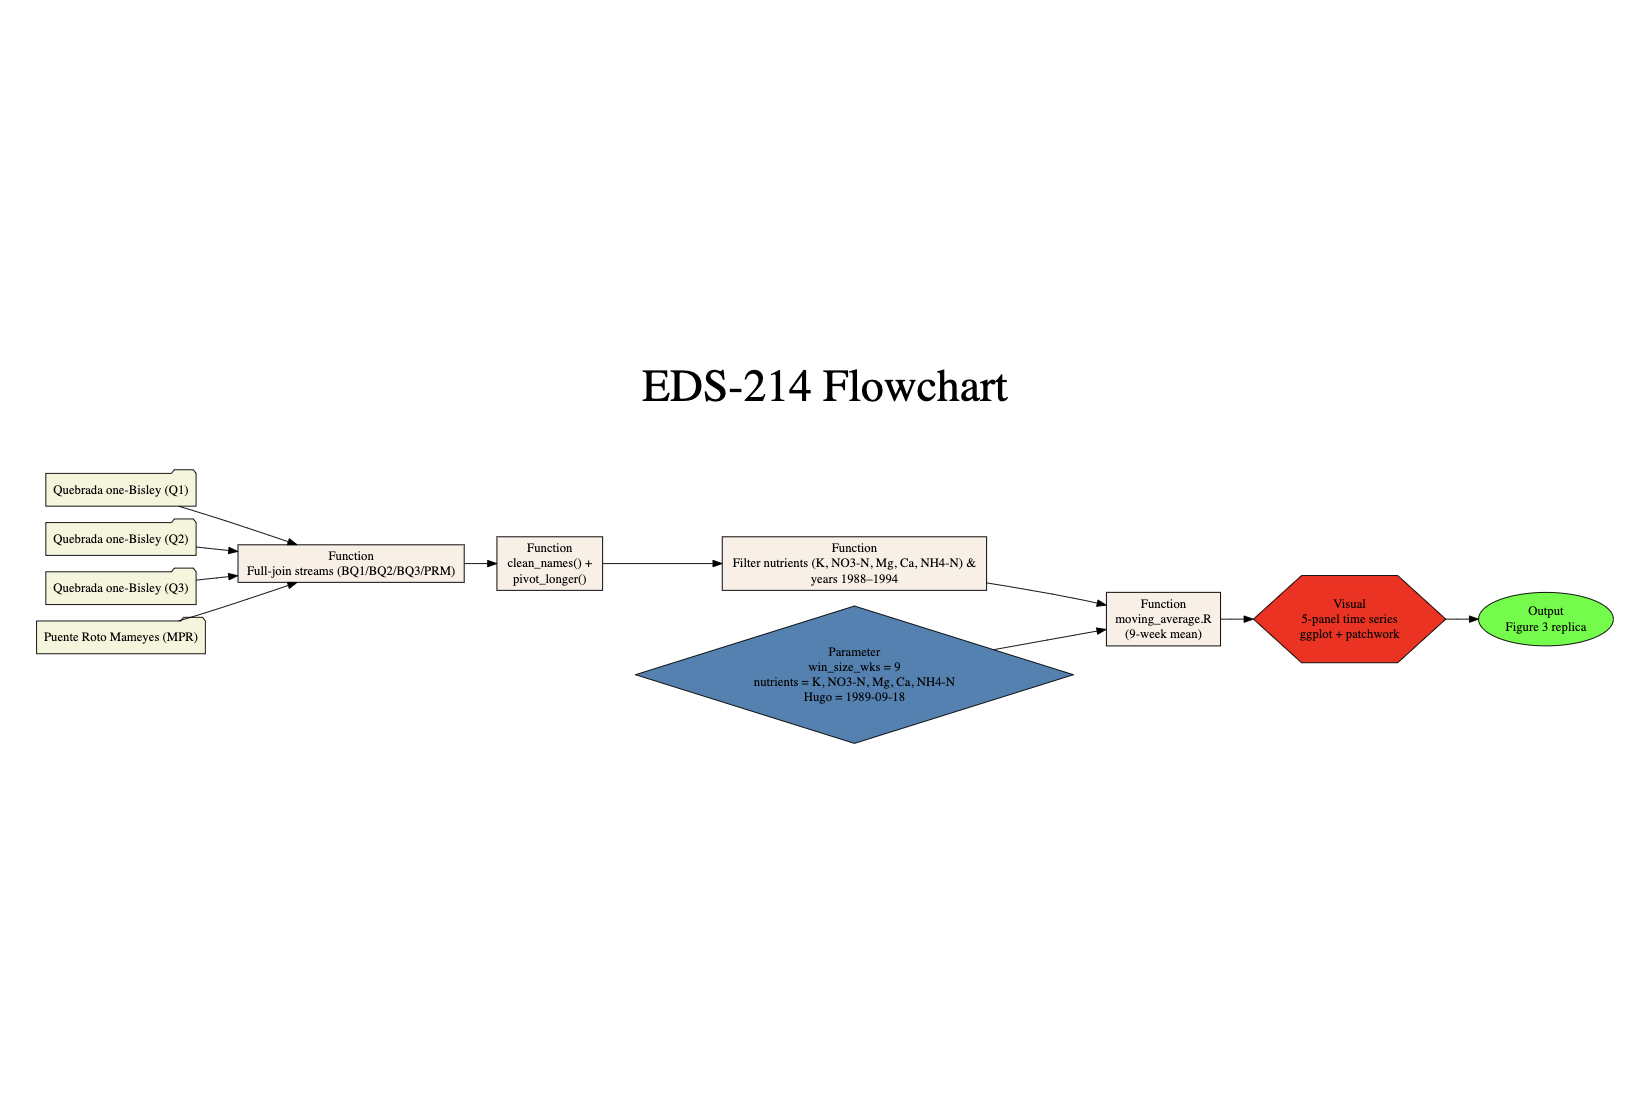 EDS-214 Flowchart
Quebrada one-Bisley (Q1)
Quebrada one-Bisley (Q2)
Quebrada one-Bisley (Q3)
Puente Roto Mameyes (MPR)
Function
Full-join streams (BQ1/BQ2/BQ3/PRM)
Function
clean_names() +
pivot_longer()
Function
Filter nutrients (K, NO3-N, Mg, Ca, NH4-N) &
years 1988–1994
Parameter
win_size_wks = 9
nutrients = K, NO3-N, Mg, Ca, NH4-N
Hugo = 1989-09-18
Function
moving_average.R
(9-week mean)
Visual
5-panel time series
ggplot + patchwork
Output
Figure 3 replica